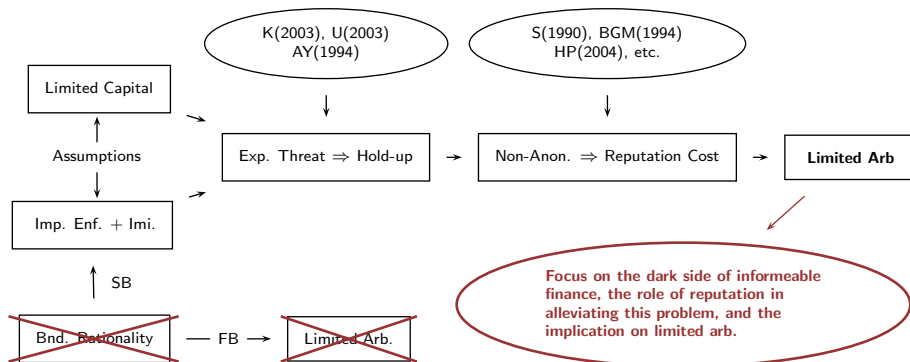 K(2003), U(2003)
AY(1994)
S(1990), BGM(1994)
HP(2004), etc.
Limited Capital
Assumptions
Exp. Threat ⇒ Hold-up
Non-Anon. ⇒ Reputation Cost
Limited Arb
Imp. Enf. + Imi.
SB
Focus on the dark side of informeable
finance, the role of reputation in
alleviating this problem, and the
implication on limited arb.
Bnd. Rationality
FB
Limited Arb.